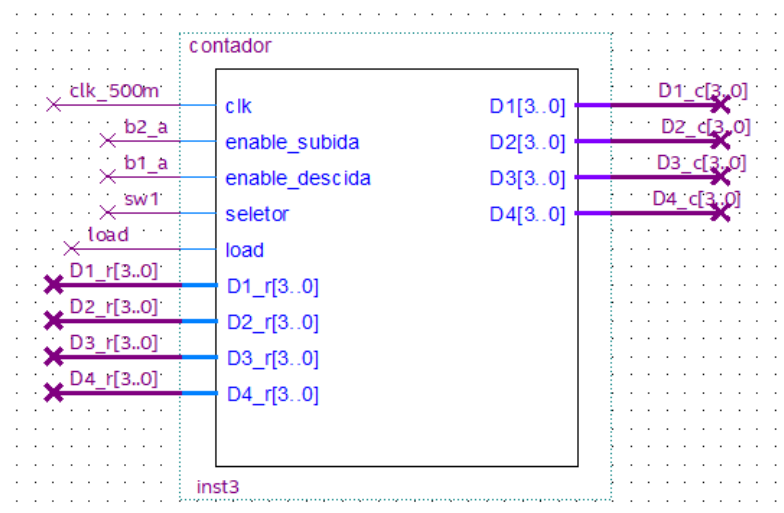 contador
clk_500m clk D1[3..0] D1_c[3..0]
b2_a enable_subida D2[3..0] D2_c[3..0]
b1_a enable_descida D3[3..0] D3_c[3..0]
sw1 seletor D4[3..0] D4_c[3..0]
load load
D1_r[3..0] D1_r[3..0]
D2_r[3..0] D2_r[3..0]
D3_r[3..0] D3_r[3..0]
D4_r[3..0] D4_r[3..0]
inst3